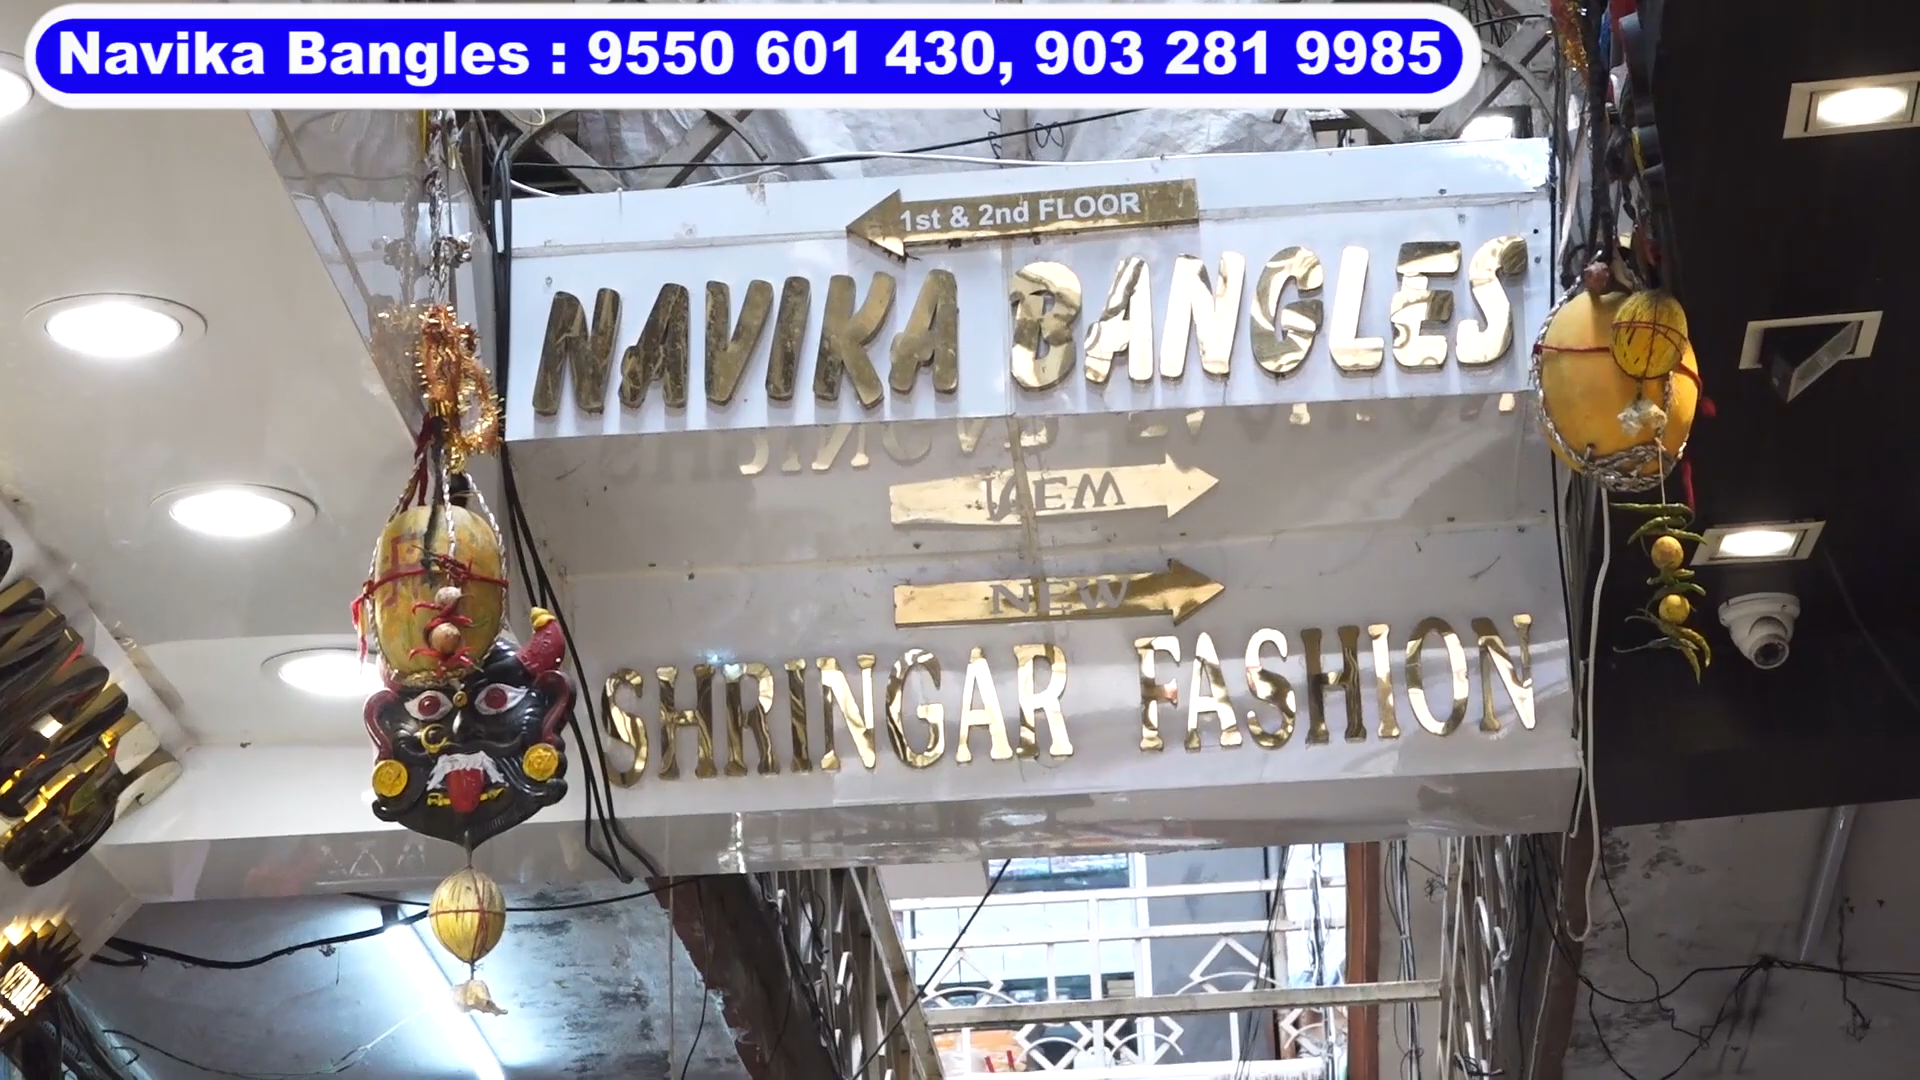 Navika Bangles : 9550 601 430, 903 281 9985
1st & 2nd FLOOR
NAVIKA BANGLES
NEW
NEW
SHRINGAR FASHION